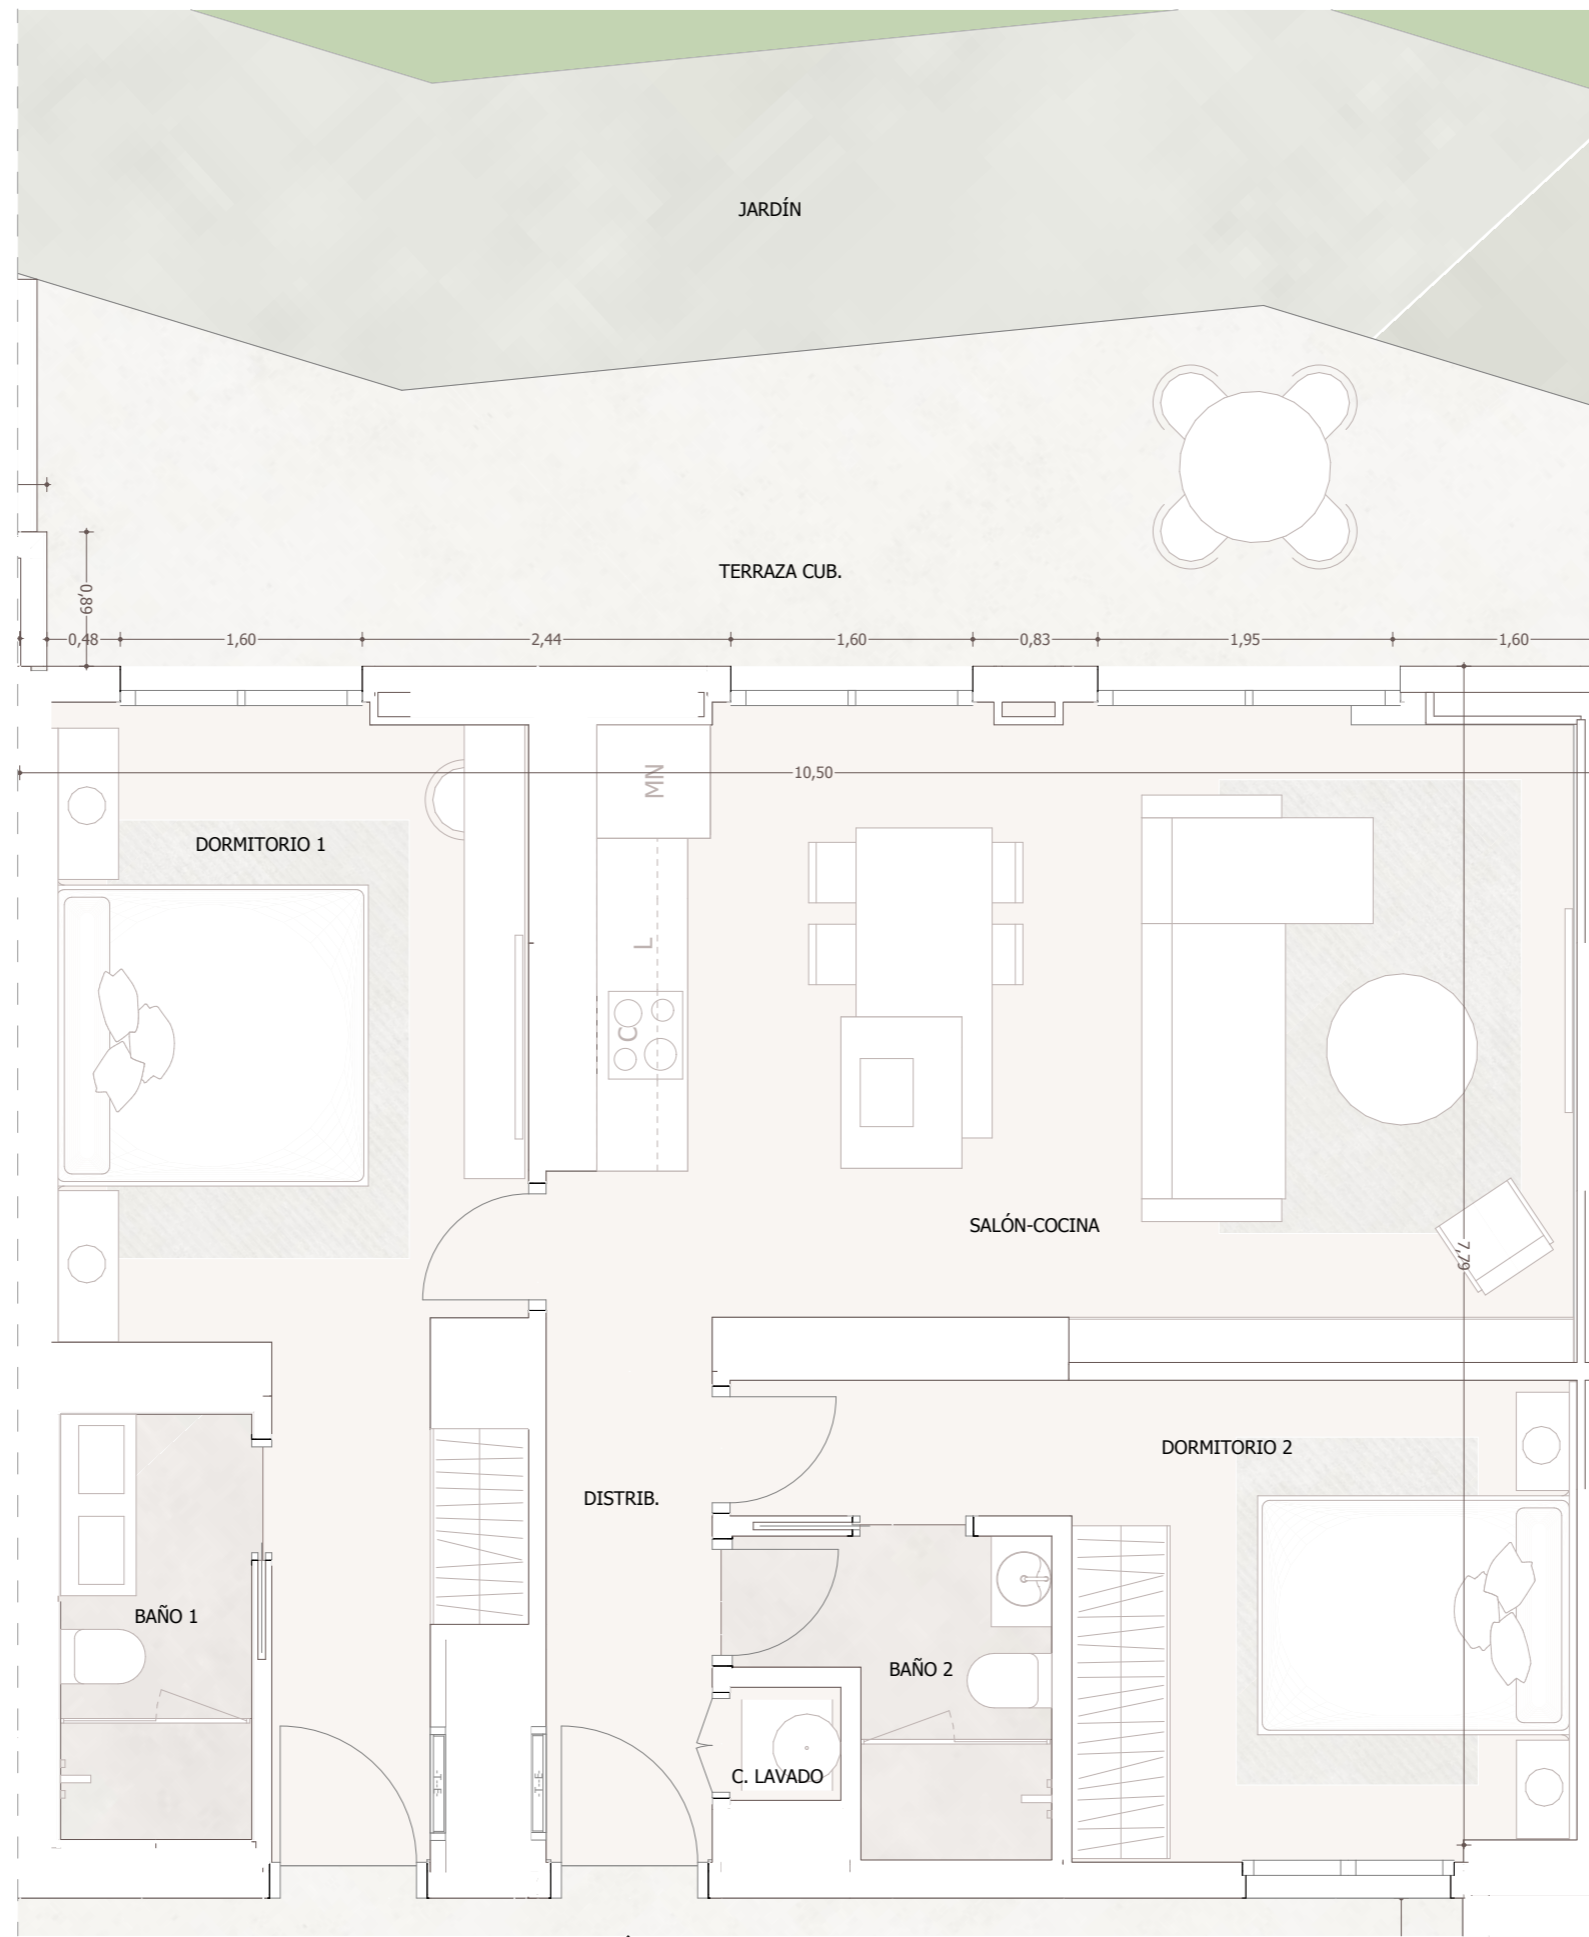 JARDÍN
TERRAZA CUB.
0,89
0,48
1,60
2,44
1,60
0,83
1,95
1,60
10,50
MN
DORMITORIO 1
L
C
SALÓN-COCINA
7,79
DORMITORIO 2
DISTRIB.
BAÑO 1
BAÑO 2
C. LAVADO
-T-F-
-T-F-